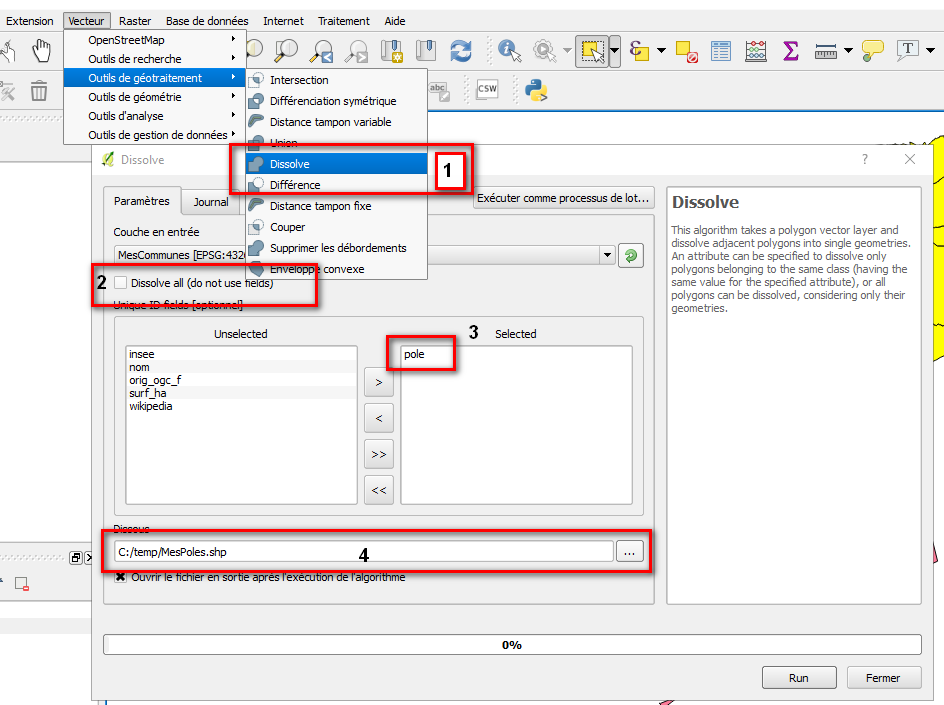 Extension Vecteur Raster Base de données Internet Traitement Aide
OpenStreetMap
Outils de recherche
Outils de géotraitement
Outils de géométrie
Outils d'analyse
Outils de gestion de données
Intersection
Différenciation symétrique
Distance tampon variable
Union
Dissolve
Différence
Distance tampon fixe
Couper
Supprimer les débordements
Enveloppe convexe
1
abc
CSW
T
Dissolve
?
Paramètres
Journal
Exécuter comme processus de lot...
Couche en entrée
MesCommunes [EPSG:432
2
Dissolve all (do not use fields)
Unique ID fields [optionnel]
Unselected
3
Selected
insee
nom
orig_ogc_f
surf_ha
wikipedia
>
<
>>
<<
pole
Dissous
C:/temp/MesPoles.shp
4
...
Ouvrir le fichier en sortie après l'exécution de l'algorithme
Dissolve
This algorithm takes a polygon vector layer and
dissolve adjacent polygons into single geometries.
An attribute can be specified to dissolve only
polygons belonging to the same class (having the
same value for the specified attribute), or all
polygons can be dissolved, considering only their
geometries.
0%
Run
Fermer